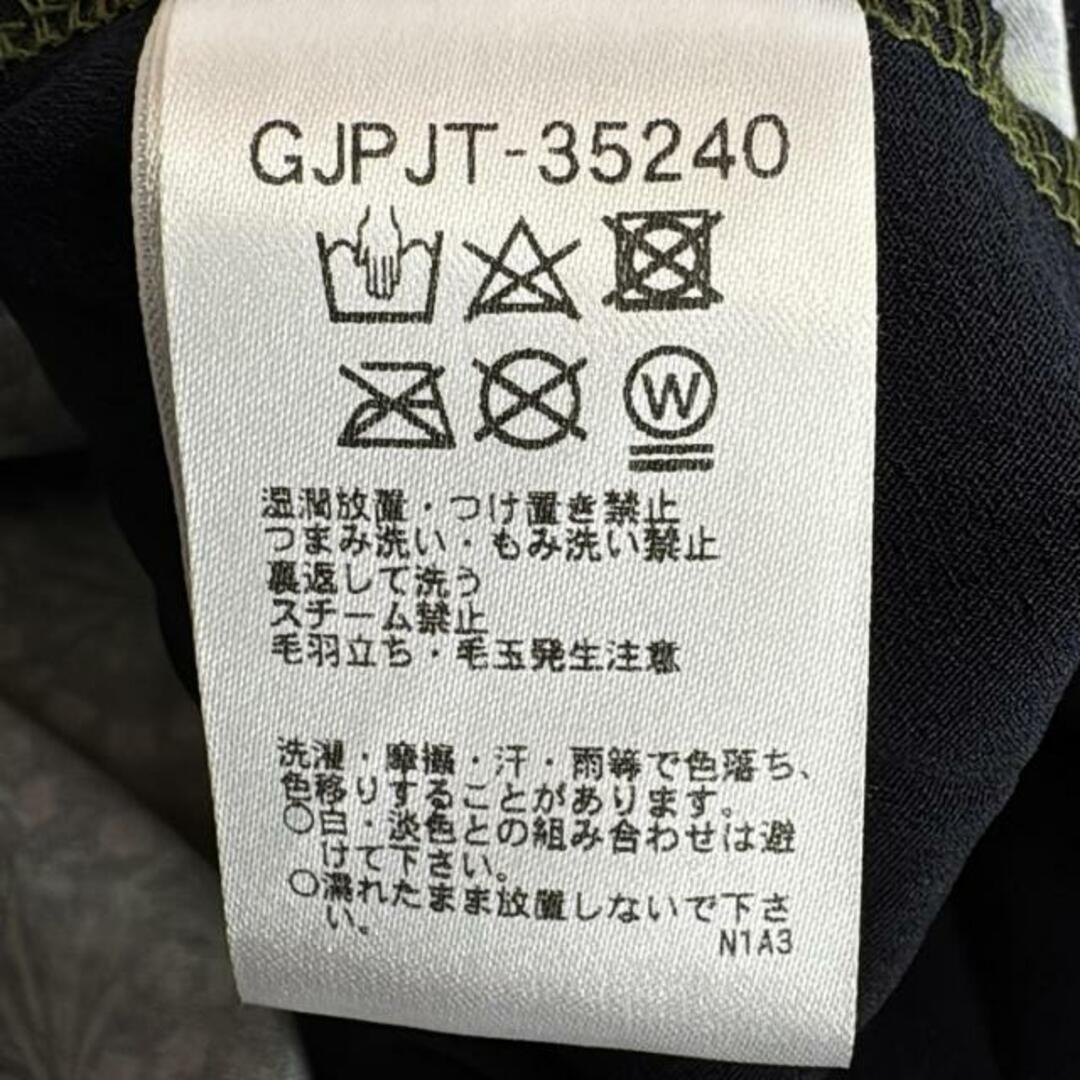 GJPJT-35240
W
湿潤放置・つけ置き禁止
つまみ洗い・もみ洗い禁止
裏返して洗う
スチーム禁止
毛羽立ち・毛玉発生注意
洗濯・摩擦・汗・雨等で色落ち、
色移りすることがあります。
○白・淡色との組み合わせは避
けて下さい。
○濡れたまま放置しないで下さ
い。
N1A3